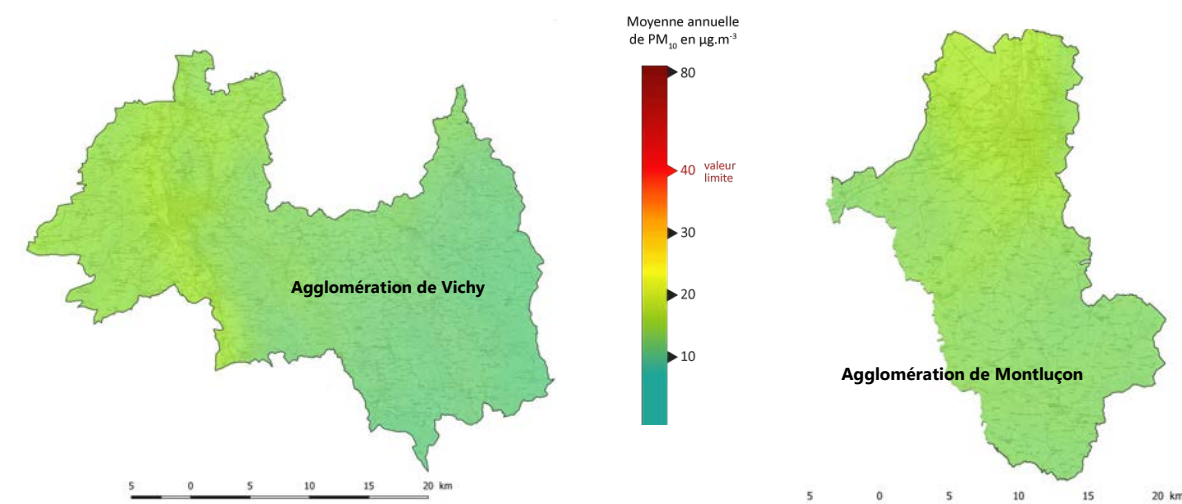 Moyenne annuelle
de PM₁₀ en µg.m⁻³
80
40 valeur
limite
30
20
10
Agglomération de Vichy
Agglomération de Montluçon
5 0 5 10 15 20 km
5 0 5 10 15 20 km